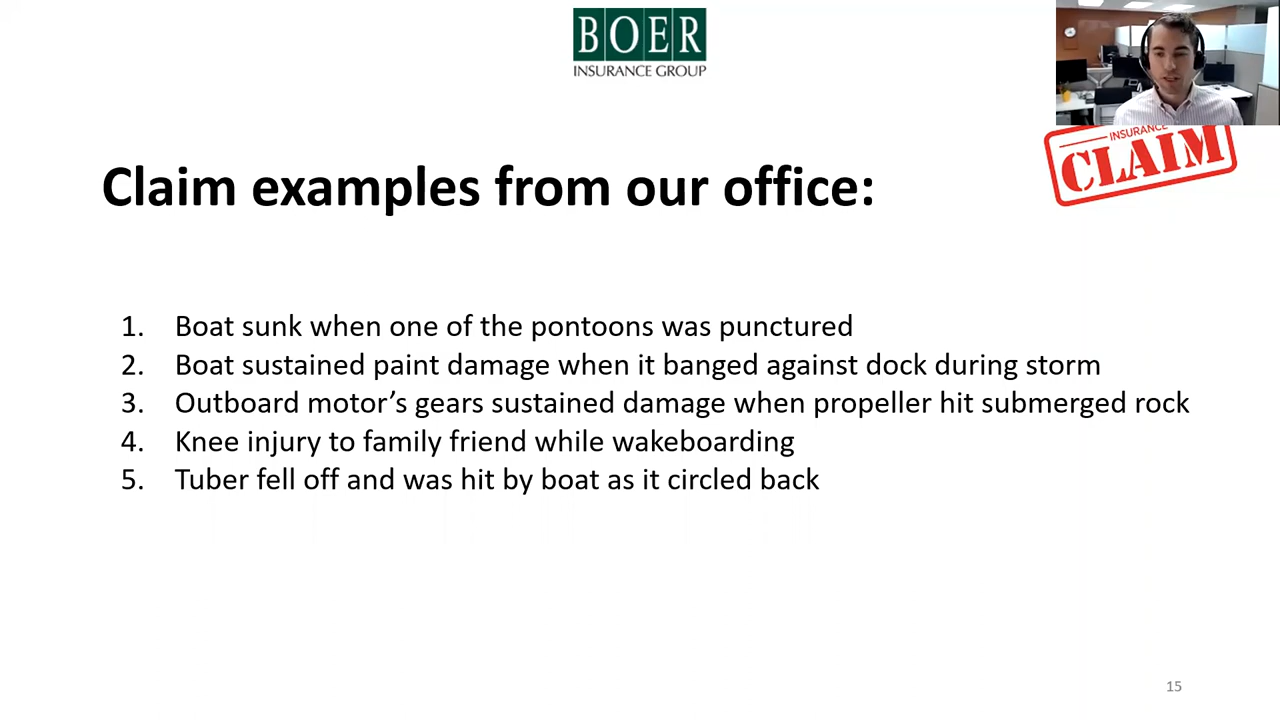 BOER
INSURANCE GROUP
INSURANCE
CLAIM
Claim examples from our office:
1. Boat sunk when one of the pontoons was punctured
2. Boat sustained paint damage when it banged against dock during storm
3. Outboard motor’s gears sustained damage when propeller hit submerged rock
4. Knee injury to family friend while wakeboarding
5. Tuber fell off and was hit by boat as it circled back
15